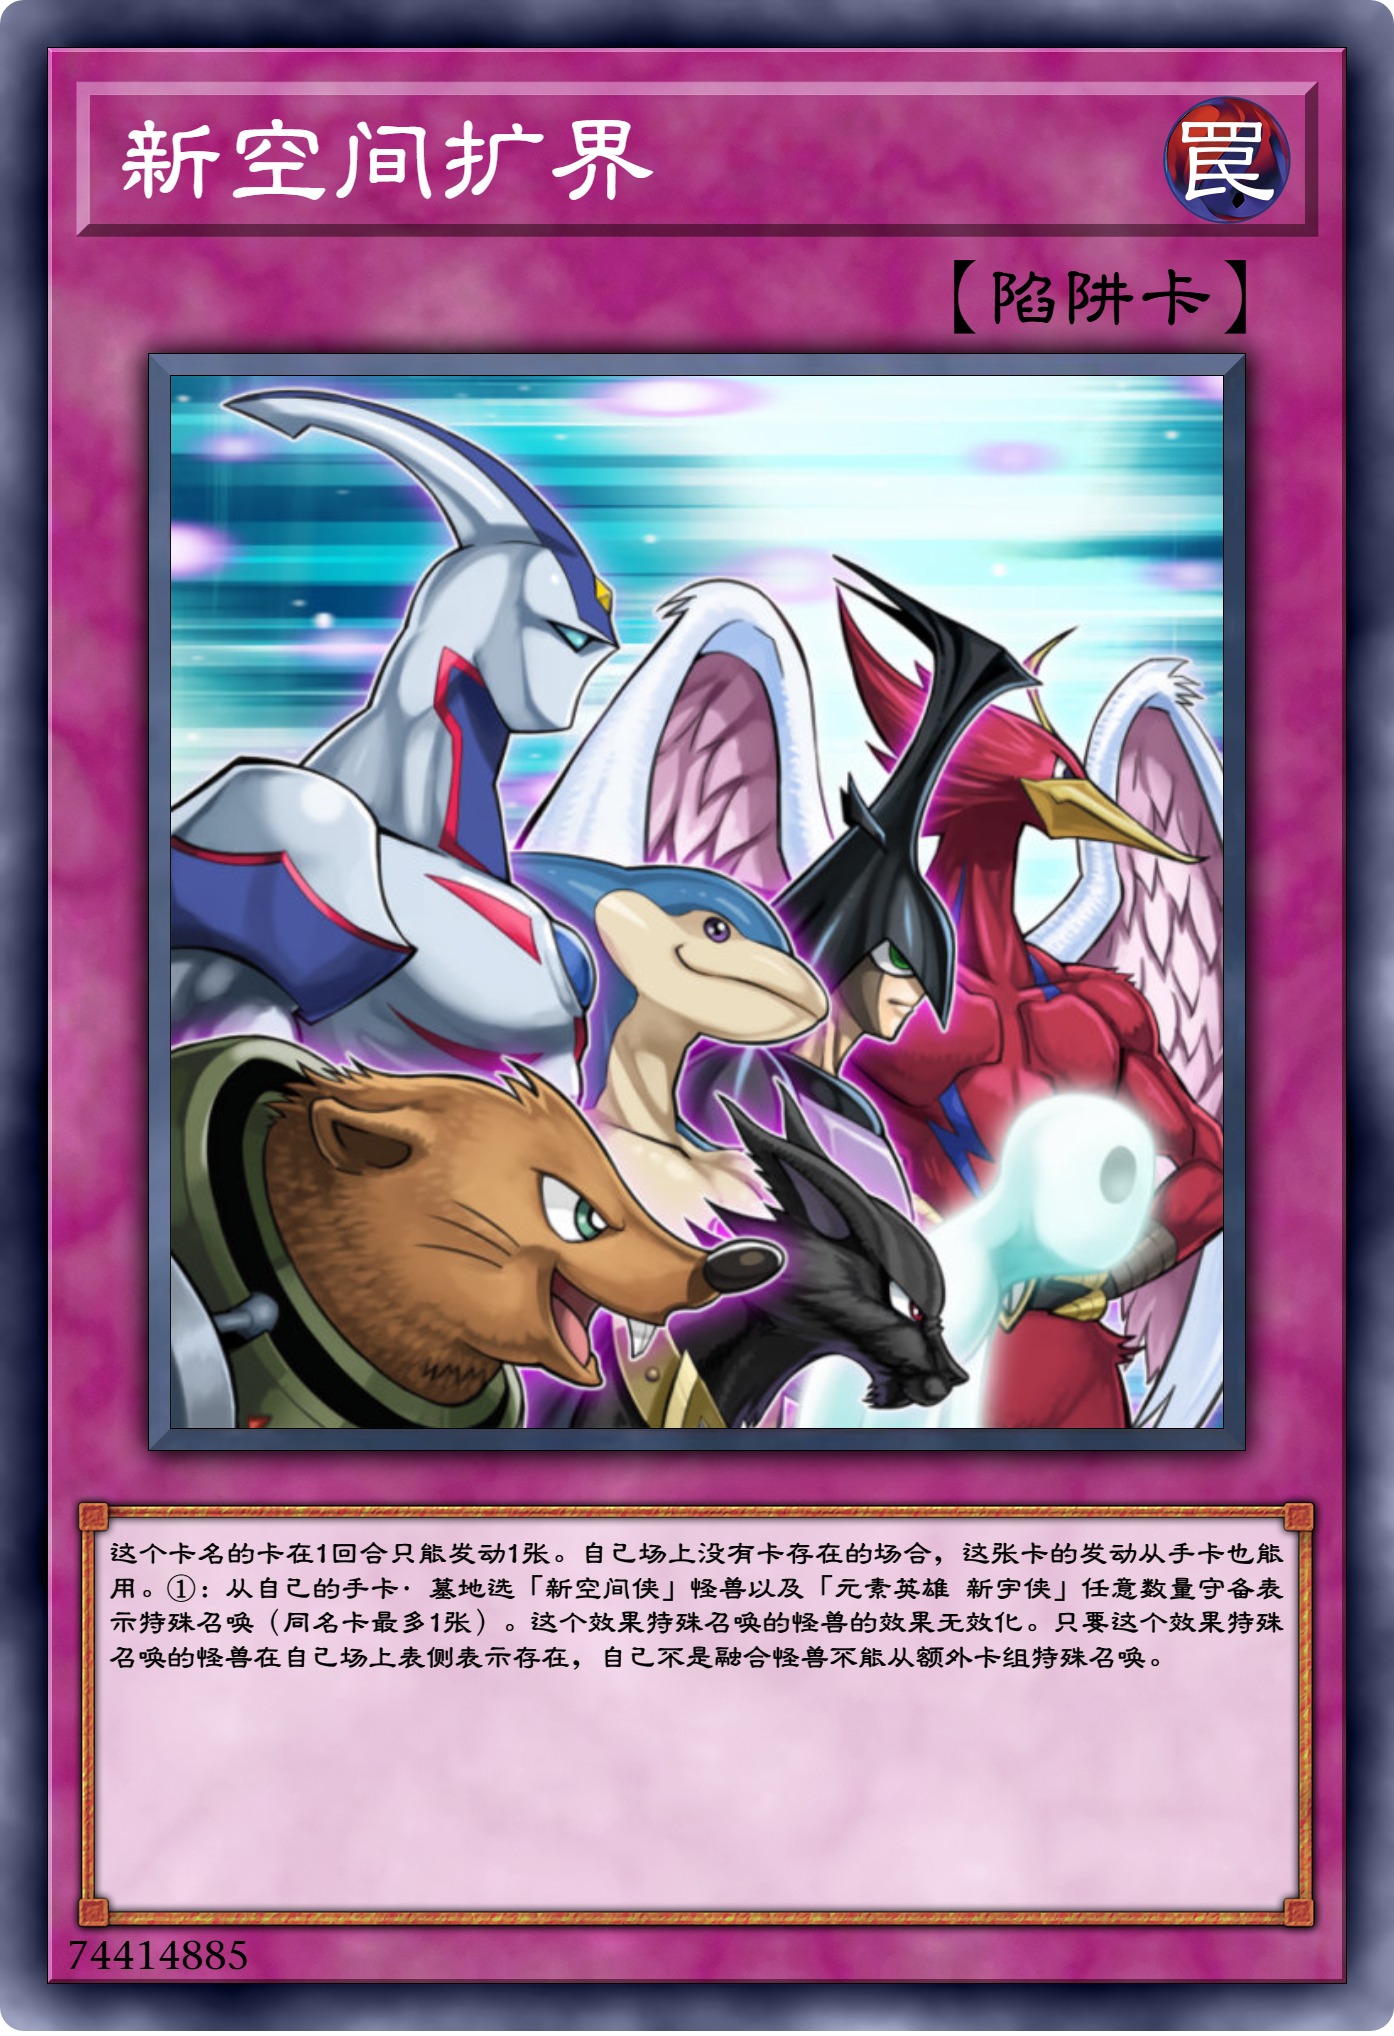 新空间扩界
罠
【陷阱卡】
这个卡名的卡在1回合只能发动1张。自己场上没有卡存在的场合，这张卡的发动从手卡也能
用。①：从自己的手卡·墓地选「新空间侠」怪兽以及「元素英雄 新宇侠」任意数量守备表
示特殊召唤（同名卡最多1张）。这个效果特殊召唤的怪兽的效果无效化。只要这个效果特殊
召唤的怪兽在自己场上表侧表示存在，自己不是融合怪兽不能从额外卡组特殊召唤。
74414885